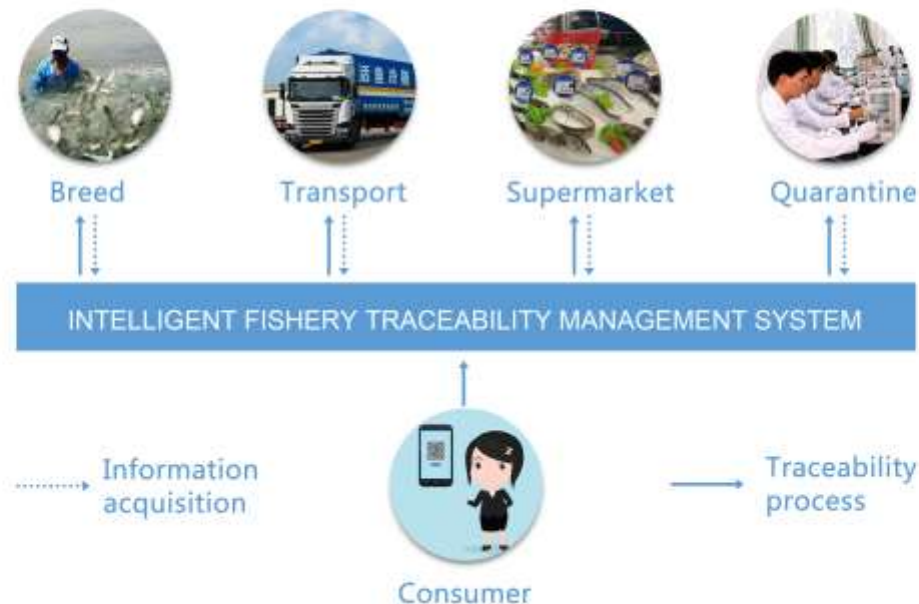 Breed
Transport
Supermarket
Quarantine
INTELLIGENT FISHERY TRACEABILITY MANAGEMENT SYSTEM
Information
acquisition
Traceability
process
Consumer